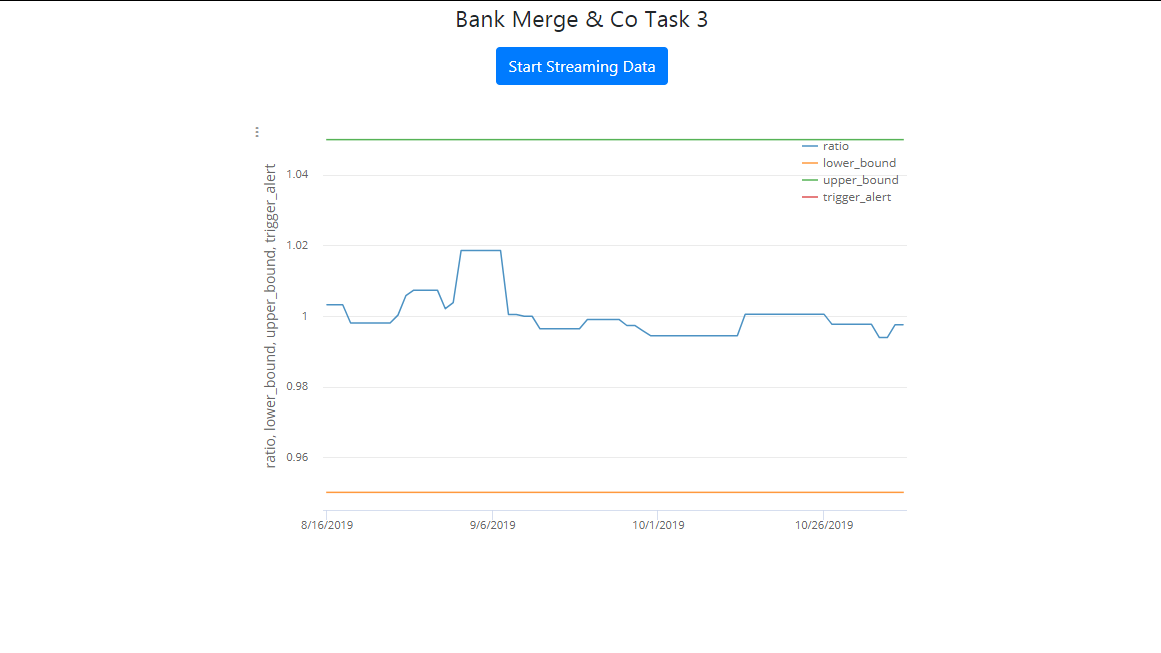 Bank Merge & Co Task 3
Start Streaming Data
ratio, lower_bound, upper_bound, trigger_alert
1.04
1.02
1
0.98
0.96
ratio
lower_bound
upper_bound
trigger_alert
8/16/2019 9/6/2019 10/1/2019 10/26/2019